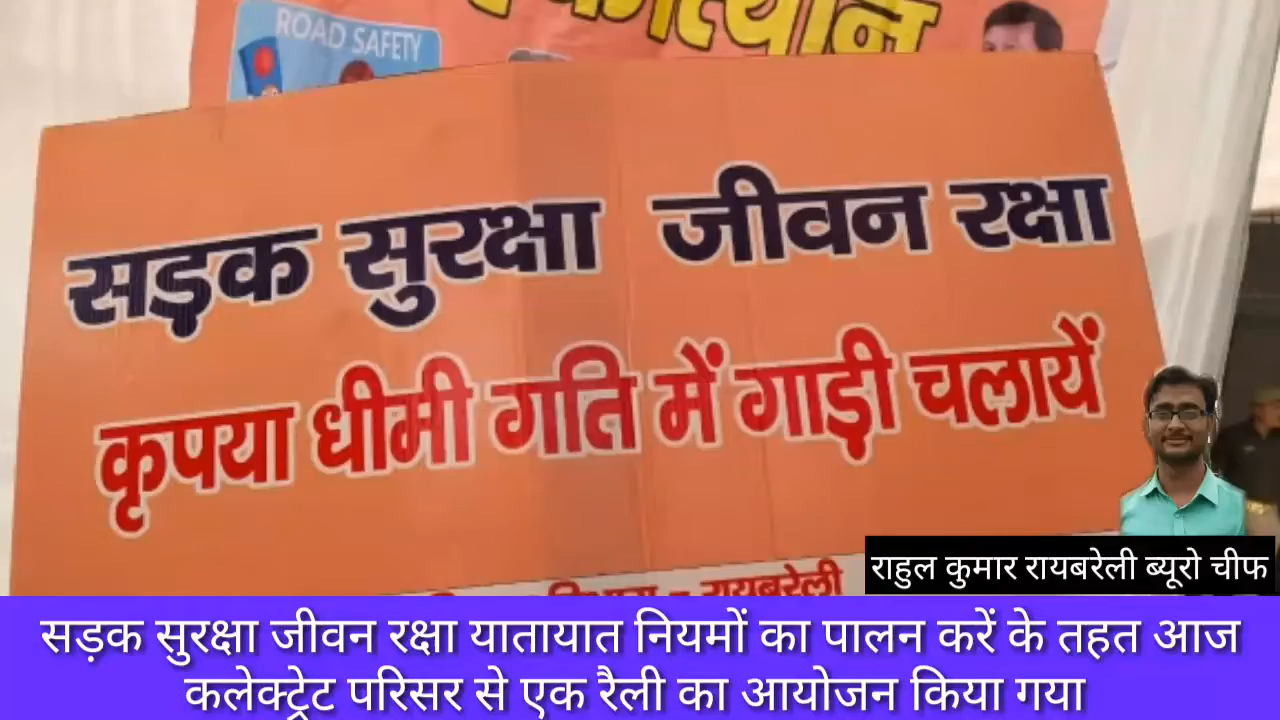 ROAD SAFETY
सड़क सुरक्षा जीवन रक्षा
कृपया धीमी गति में गाड़ी चलायें
- रायबरेली
राहुल कुमार रायबरेली ब्यूरो चीफ
सड़क सुरक्षा जीवन रक्षा यातायात नियमों का पालन करें के तहत आज
कलेक्ट्रेट परिसर से एक रैली का आयोजन किया गया